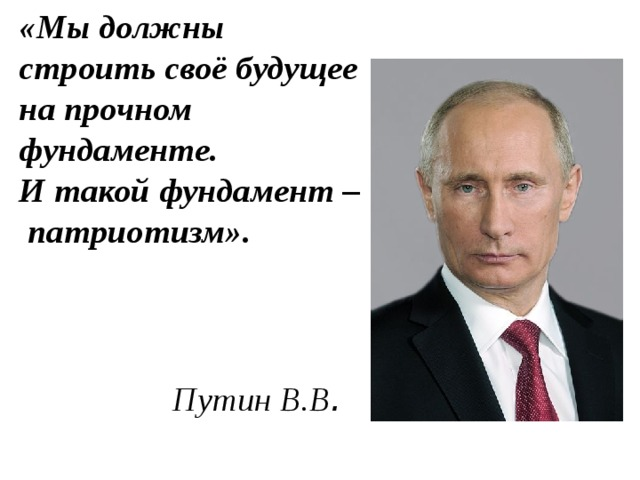 «Мы должны
строить своё будущее
на прочном
фундаменте.
И такой фундамент –
патриотизм».
Путин В.В.